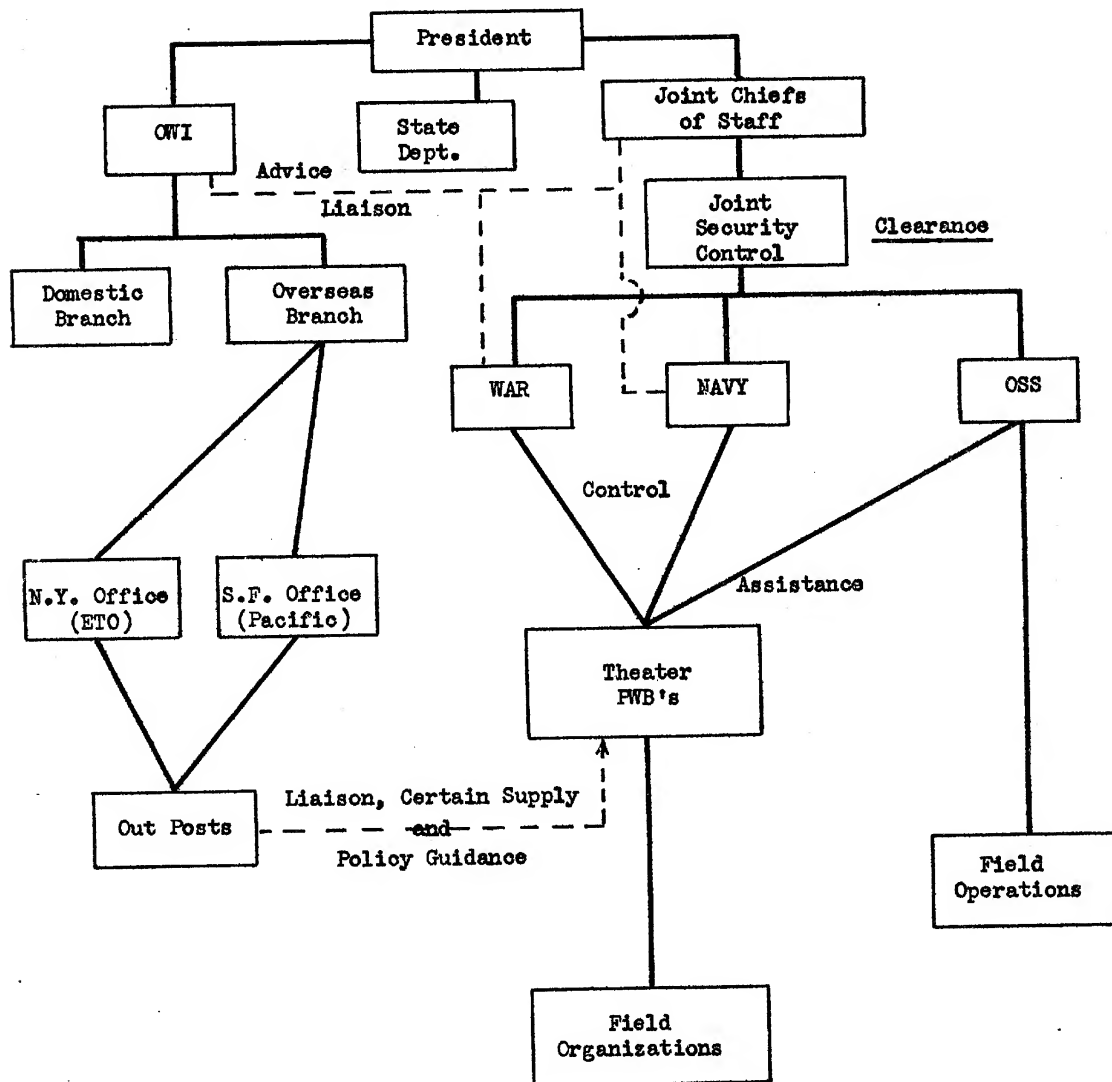 President
OWI
State
Dept.
Joint Chiefs
of Staff
Advice
Liaison
Joint
Security
Control
Clearance
Domestic
Branch
Overseas
Branch
WAR
NAVY
OSS
Control
N.Y. Office
(ETO)
S.F. Office
(Pacific)
Assistance
Theater
PWB's
Out Posts
Liaison, Certain Supply
and
Policy Guidance
Field
Operations
Field
Organizations